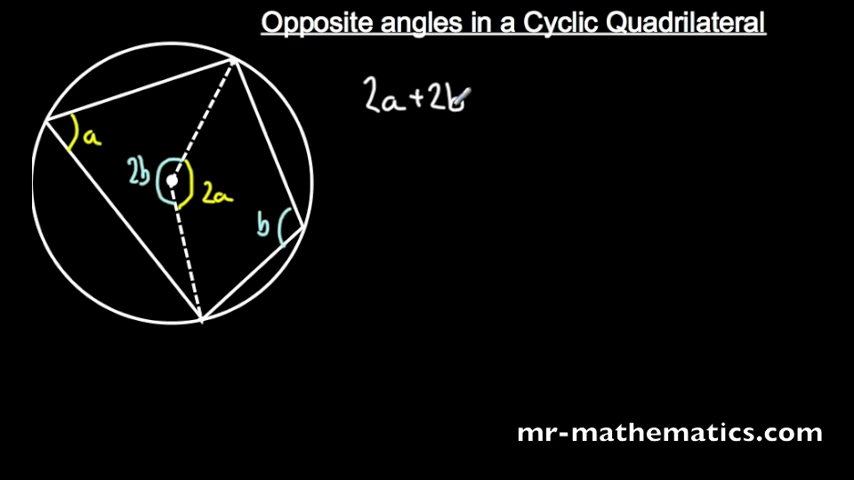 Opposite angles in a Cyclic Quadrilateral
2a+2b
a
2b
2a
b
mr-mathematics.com